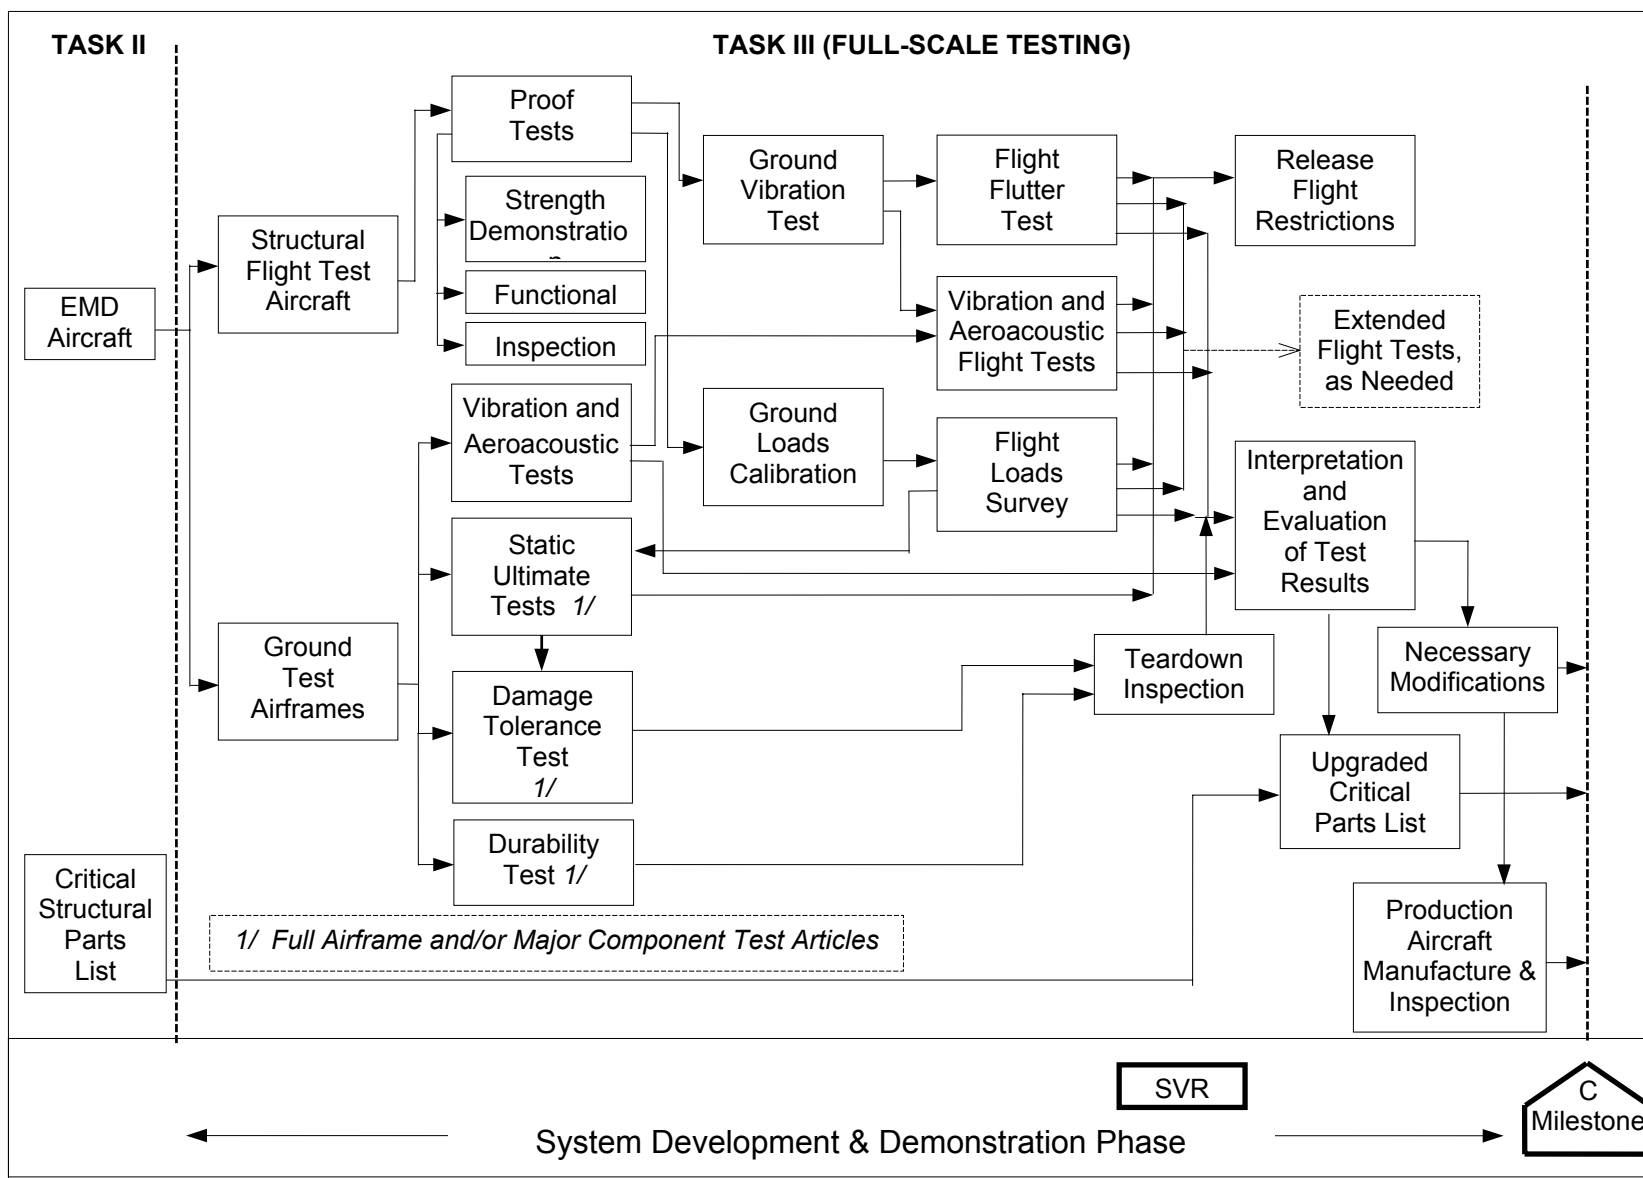 TASK II
TASK III (FULL-SCALE TESTING)
Proof
Tests
Strength
Demonstratio
n
Functional
Inspection
Structural
Flight Test
Aircraft
EMD
Aircraft
Ground
Vibration
Test
Flight
Flutter
Test
Release
Flight
Restrictions
Vibration and
Aeroacoustic
Flight Tests
Extended
Flight Tests,
as Needed
Vibration and
Aeroacoustic
Tests
Ground
Loads
Calibration
Flight
Loads
Survey
Interpretation
and
Evaluation
of Test
Results
Static
Ultimate
Tests 1/
Ground
Test
Airframes
Damage
Tolerance
Test
1/
Teardown
Inspection
Necessary
Modifications
Upgraded
Critical
Parts List
Durability
Test 1/
Critical
Structural
Parts
List
1/ Full Airframe and/or Major Component Test Articles
Production
Aircraft
Manufacture &
Inspection
SVR
C
Milestone
System Development & Demonstration Phase